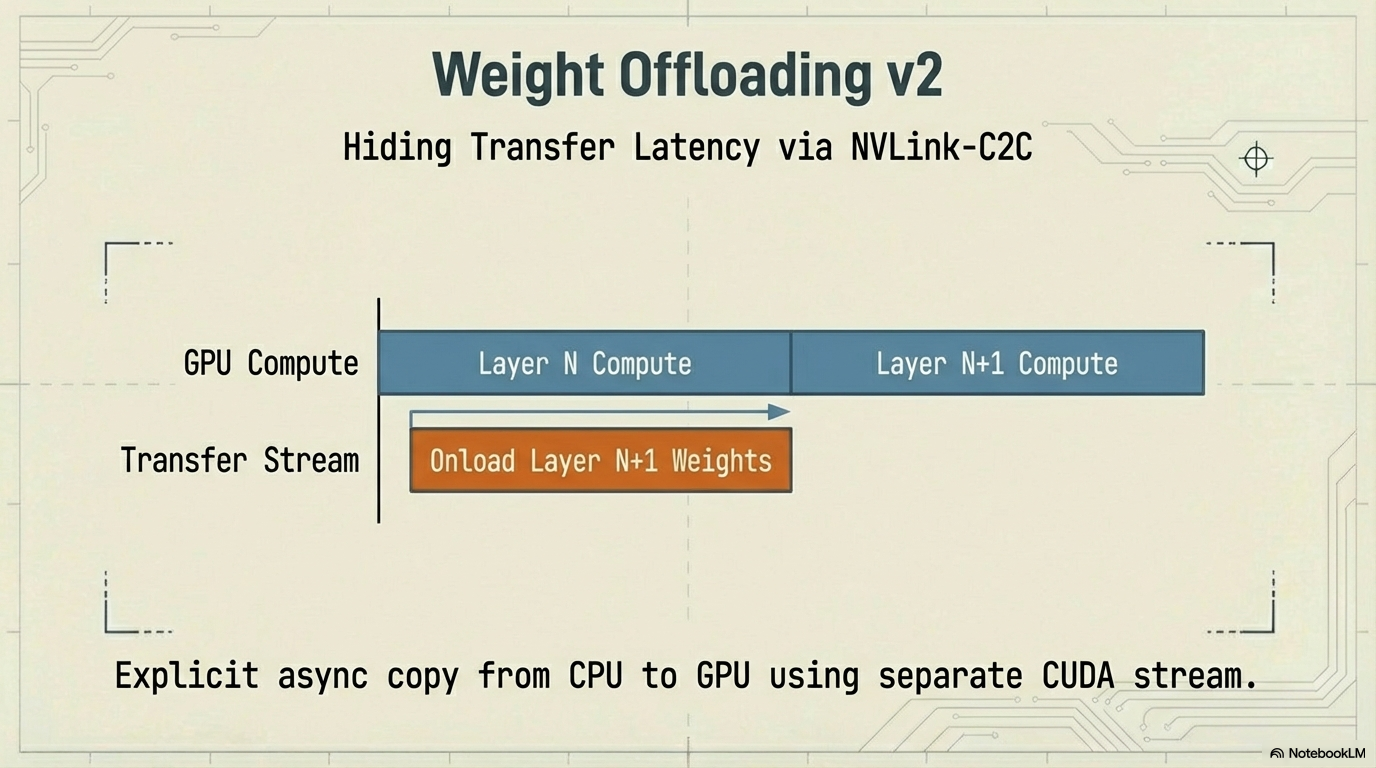 Weight Offloading v2
Hiding Transfer Latency via NVLink-C2C
GPU Compute
Layer N Compute
Layer N+1 Compute
Transfer Stream
Onload Layer N+1 Weights
Explicit async copy from CPU to GPU using separate CUDA stream.
NotebookLM